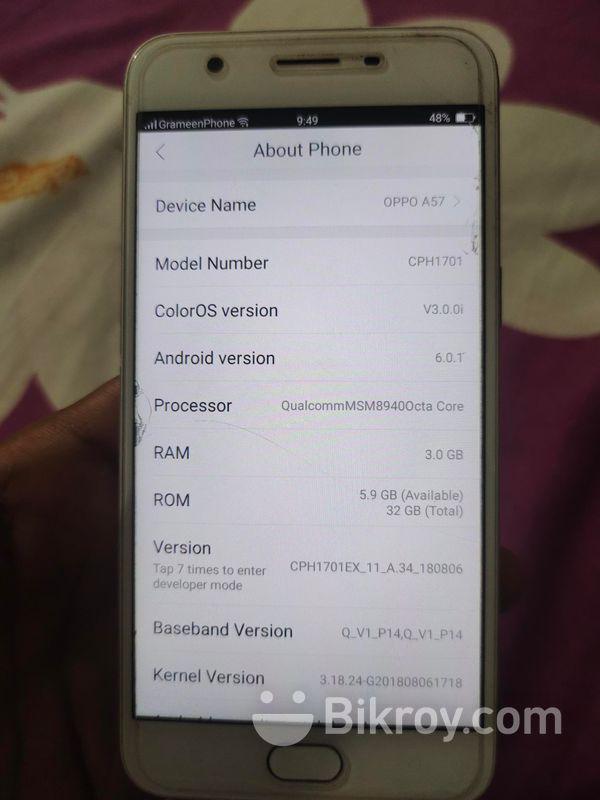 GrameenPhone 9:49 48%
About Phone
Device Name OPPO A57
Model Number CPH1701
ColorOS version V3.0.0i
Android version 6.0.1
Processor QualcommMSM8940Octa Core
RAM 3.0 GB
ROM 5.9 GB (Available)
32 GB (Total)
Version
Tap 7 times to enter CPH1701EX_11_A.34_180806
developer mode
Baseband Version Q_V1_P14,Q_V1_P14
Kernel Version 3.18.24-G201808061718
Bikroy.com